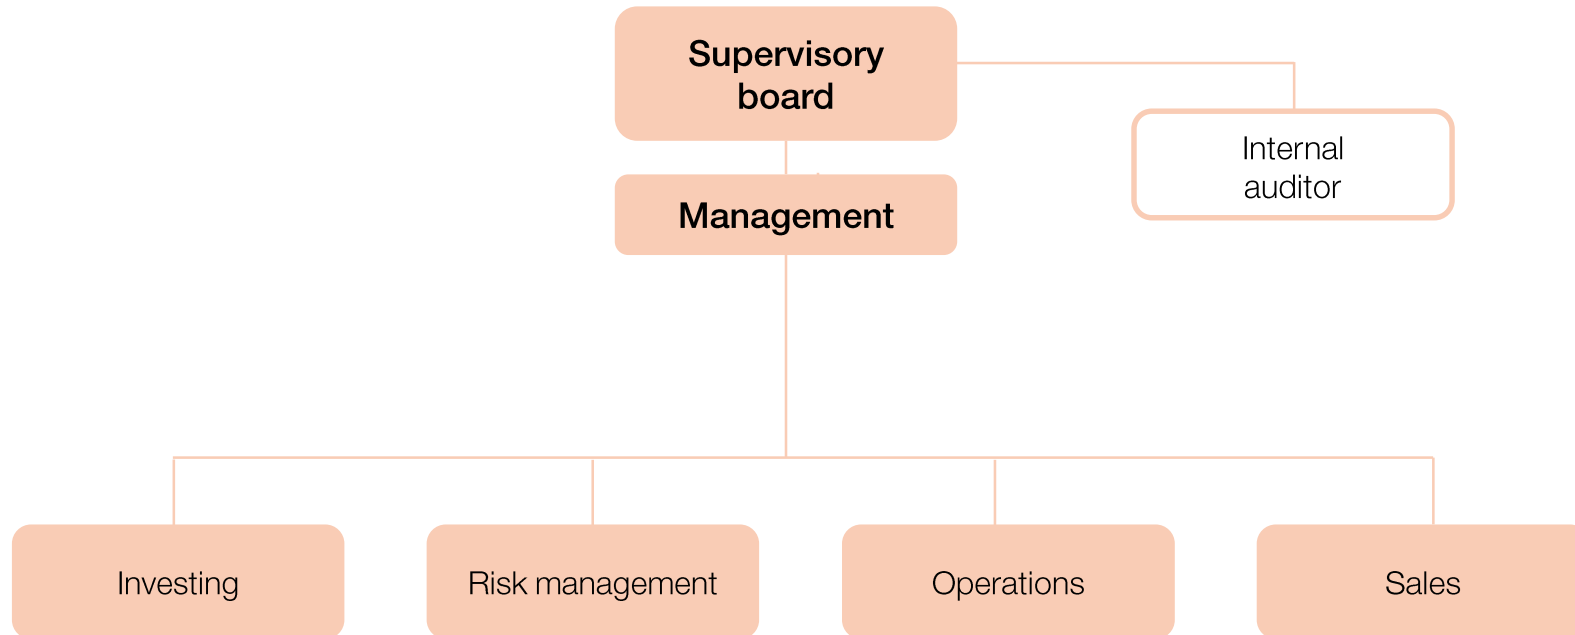 Supervisory
board
Internal
auditor
Management
Investing
Risk management
Operations
Sales